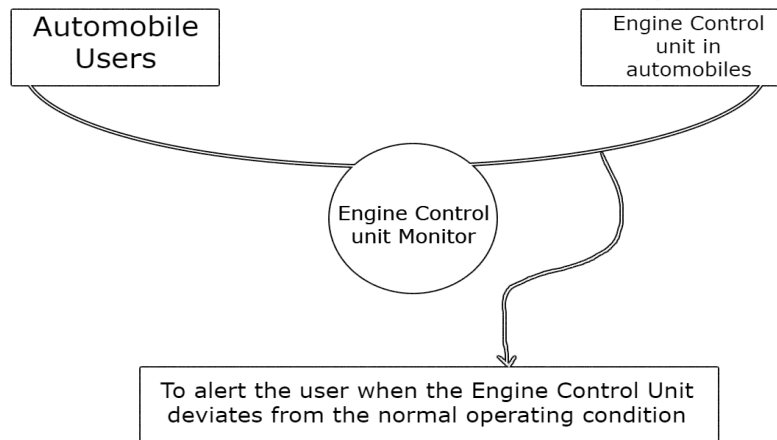 Automobile
Users
Engine Control
unit in
automobiles
Engine Control
unit Monitor
To alert the user when the Engine Control Unit
deviates from the normal operating condition